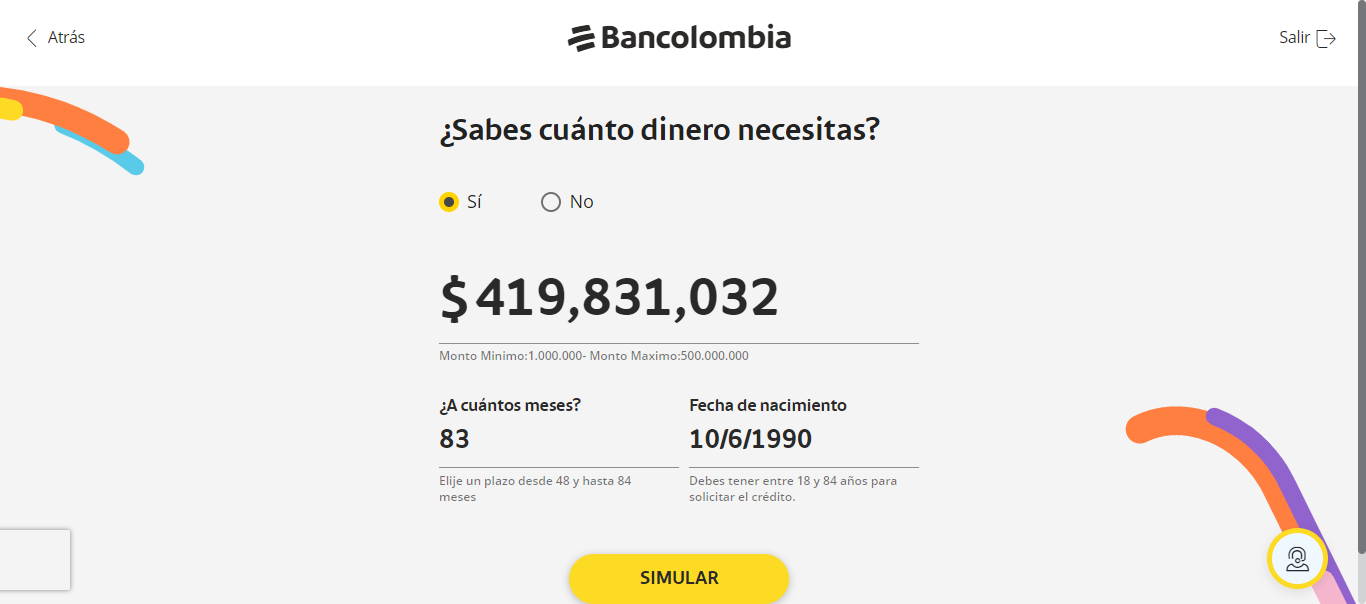 Atrás
Bancolombia
Salir
¿Sabes cuánto dinero necesitas?
Sí
No
$ 419,831,032
Monto Minimo:1.000.000- Monto Maximo:500.000.000
¿A cuántos meses?
Fecha de nacimiento
83
10/6/1990
Elije un plazo desde 48 y hasta 84
meses
Debes tener entre 18 y 84 años para
solicitar el crédito.
SIMULAR